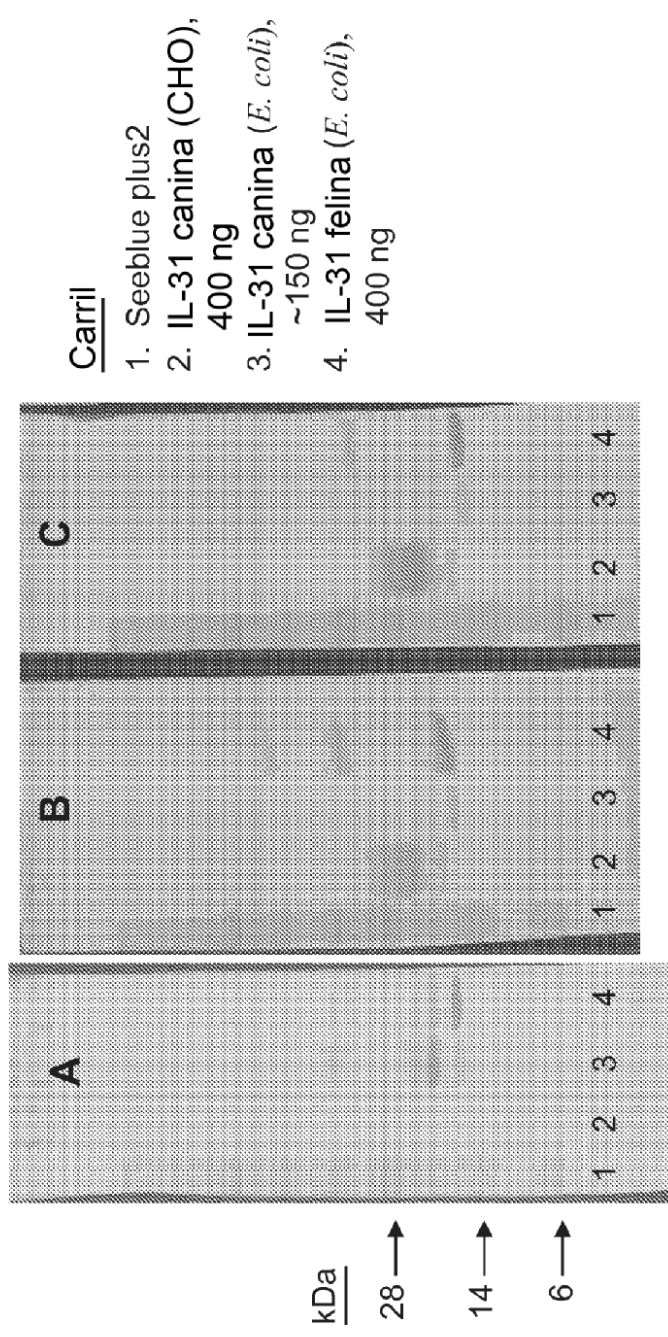 kDa
28
14
6
A
1 2 3 4
B
1 2 3 4
C
1 2 3 4
Carril
1. Seeblue plus2
2. IL-31 canina (CHO),
400 ng
3. IL-31 canina (E. coli),
~150 ng
4. IL-31 felina (E. coli),
400 ng